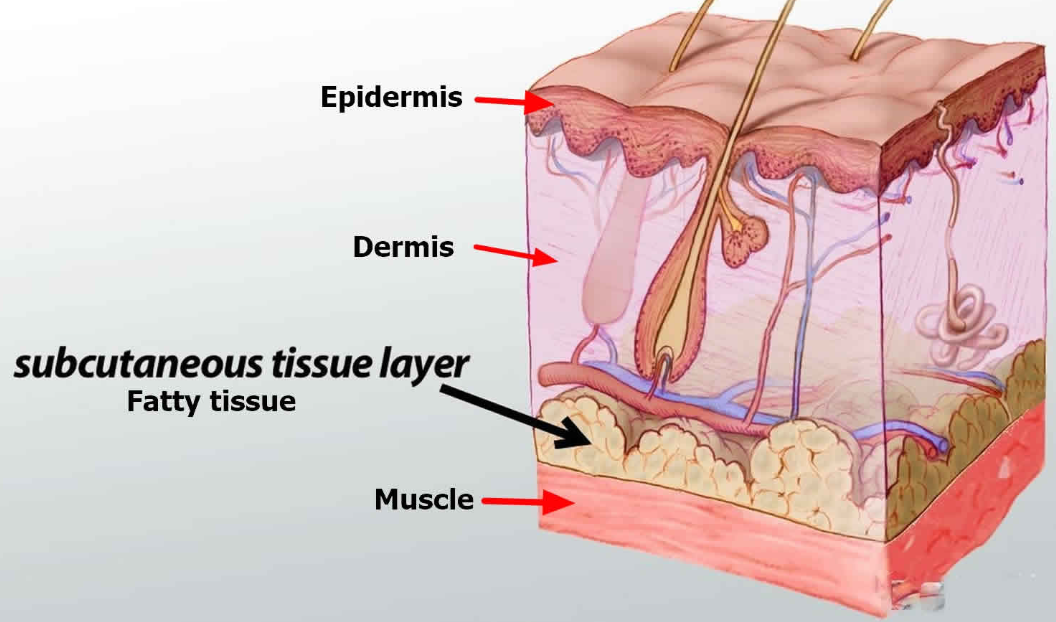 Epidermis
Dermis
subcutaneous tissue layer
Fatty tissue
Muscle